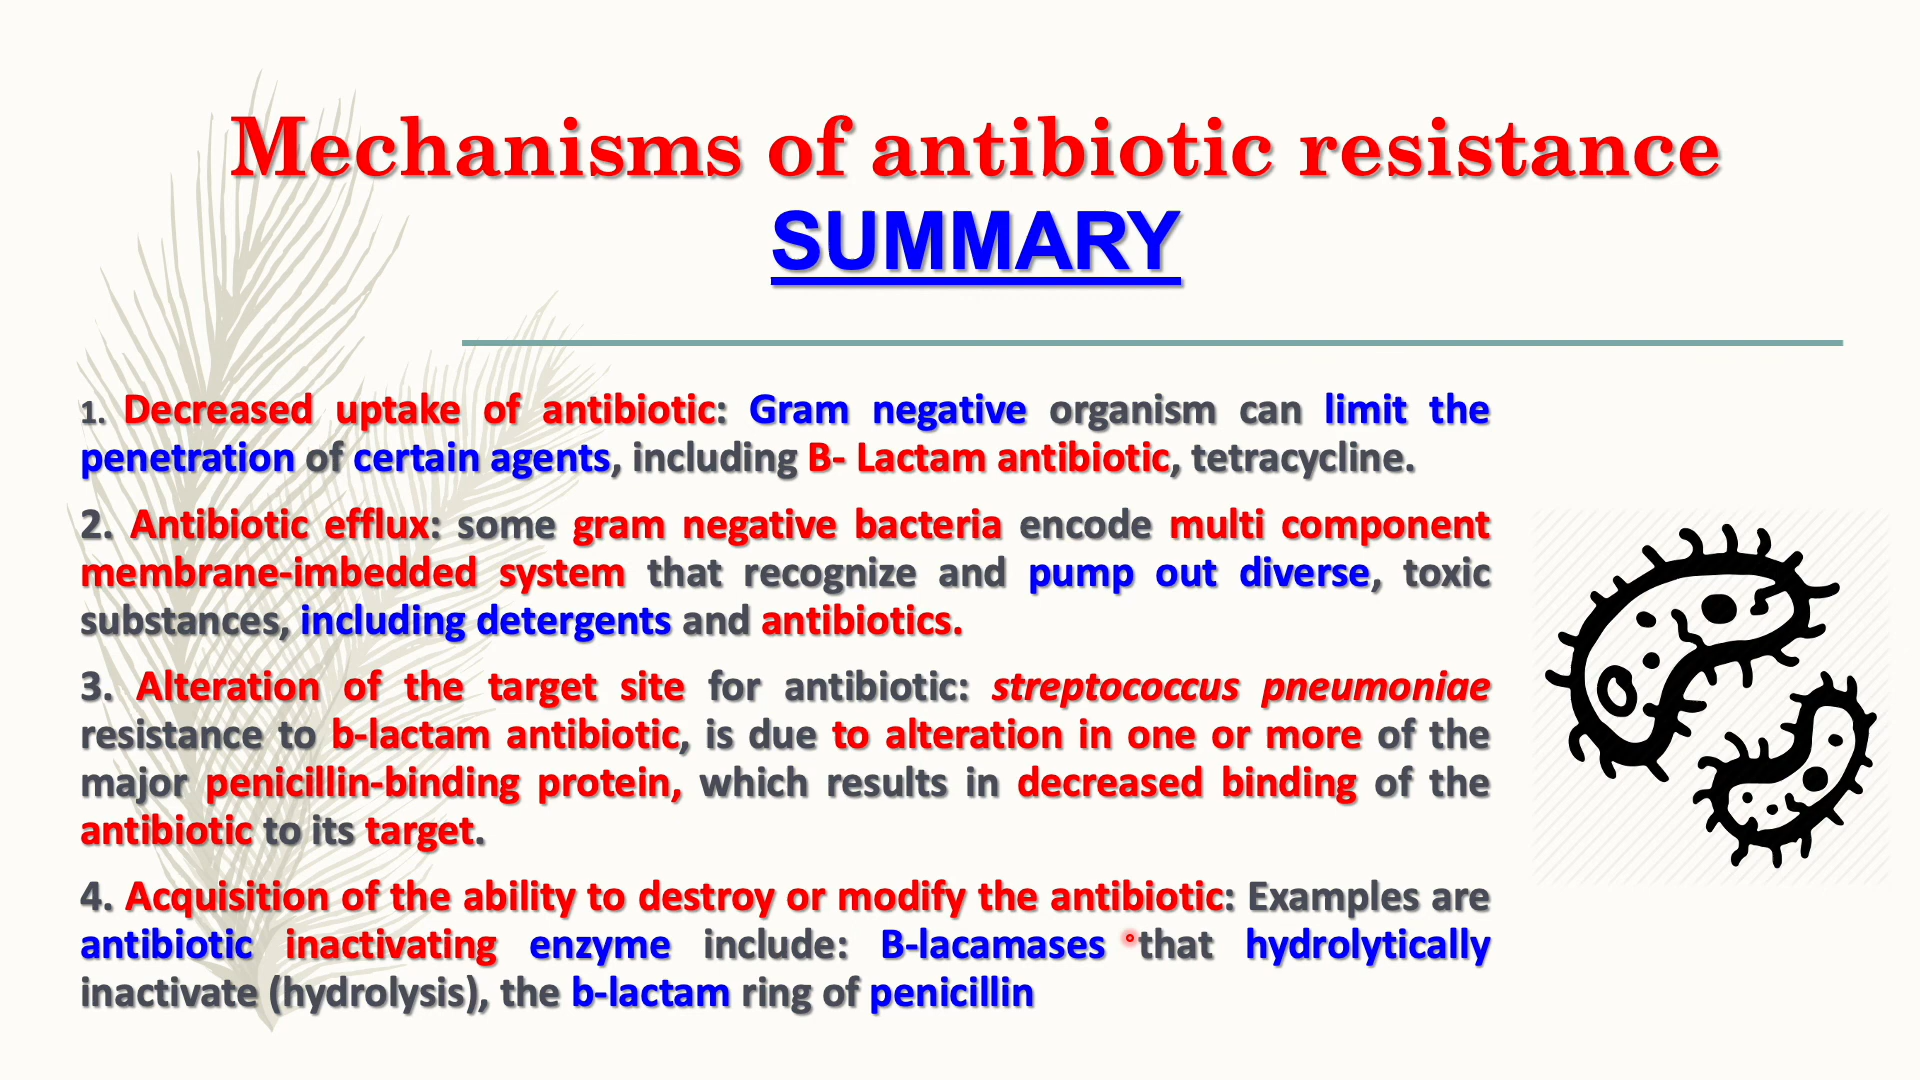 Mechanisms of antibiotic resistance
SUMMARY
1. Decreased uptake of antibiotic: Gram negative organism can limit the
penetration of certain agents, including B- Lactam antibiotic, tetracycline.
2. Antibiotic efflux: some gram negative bacteria encode multi component
membrane-imbedded system that recognize and pump out diverse, toxic
substances, including detergents and antibiotics.
3. Alteration of the target site for antibiotic: streptococcus pneumoniae
resistance to b-lactam antibiotic, is due to alteration in one or more of the
major penicillin-binding protein, which results in decreased binding of the
antibiotic to its target.
4. Acquisition of the ability to destroy or modify the antibiotic: Examples are
antibiotic inactivating enzyme include: B-lacamases that hydrolytically
inactivate (hydrolysis), the b-lactam ring of penicillin